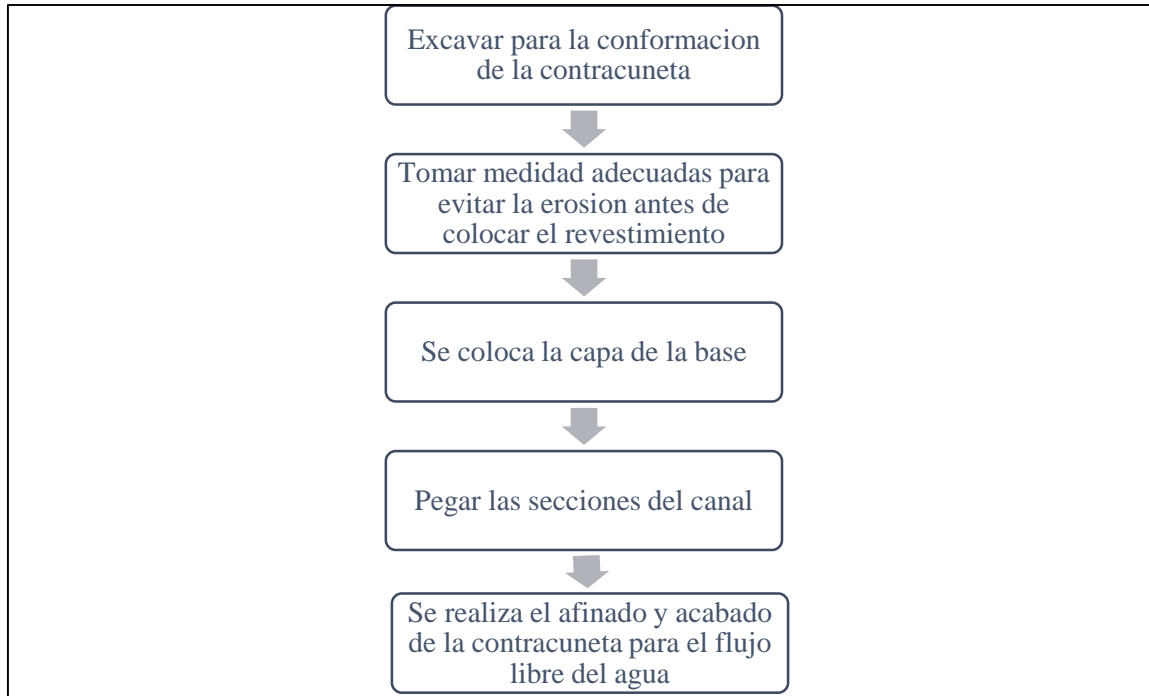 Excavar para la conformacion
de la contracuneta
Tomar medidad adecuadas para
evitar la erosion antes de
colocar el revestimiento
Se coloca la capa de la base
Pegar las secciones del canal
Se realiza el afinado y acabado
de la contracuneta para el flujo
libre del agua